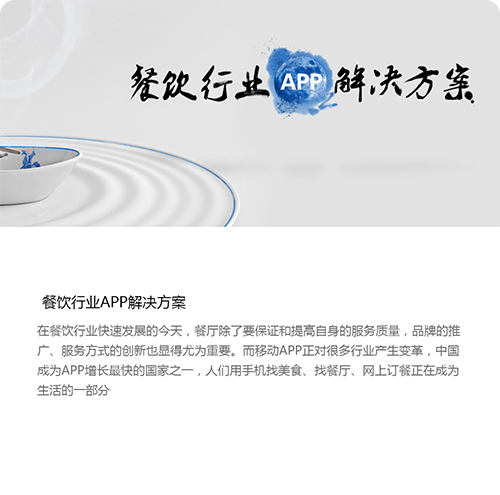 餐饮行业APP解决方案
餐饮行业APP解决方案
在餐饮行业快速发展的今天，餐厅除了要保证和提高自身的服务质量，品牌的推
广、服务方式的创新也显得尤为重要。而移动APP正对很多行业产生变革，中国
成为APP增长最快的国家之一，人们用手机找美食、找餐厅、网上订餐正在成为
生活的一部分